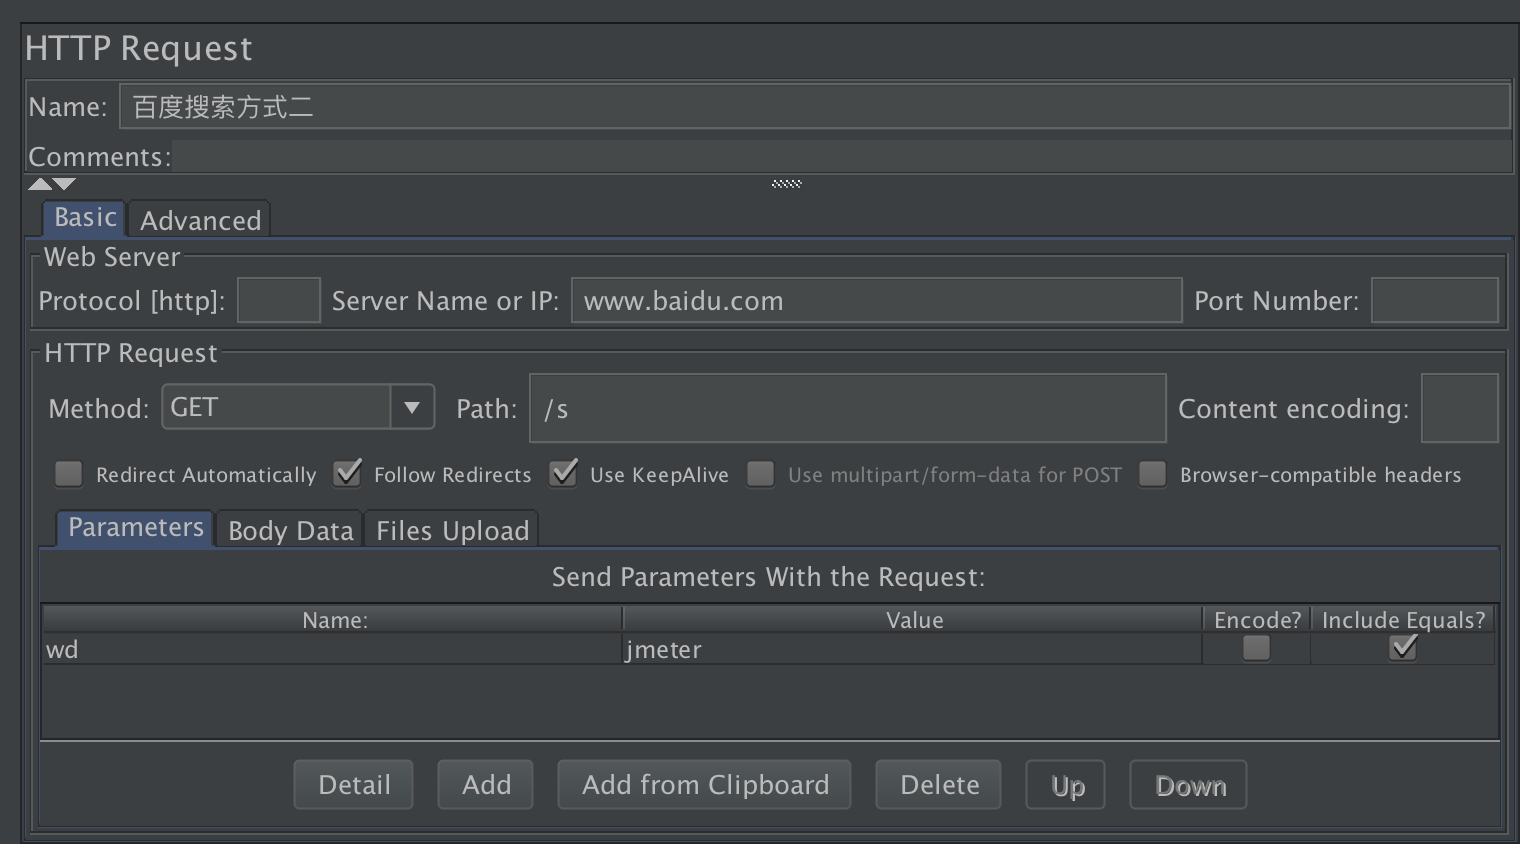 HTTP Request
Name: 百度搜索方式二
Comments:
Basic Advanced
Web Server
Protocol [http]: Server Name or IP: www.baidu.com Port Number:
HTTP Request
Method: GET Path: /s Content encoding:
Redirect Automatically Follow Redirects Use KeepAlive Use multipart/form-data for POST Browser-compatible headers
Parameters Body Data Files Upload
Send Parameters With the Request:
Name: Value Encode? Include Equals?
wd jmeter
Detail Add Add from Clipboard Delete Up Down